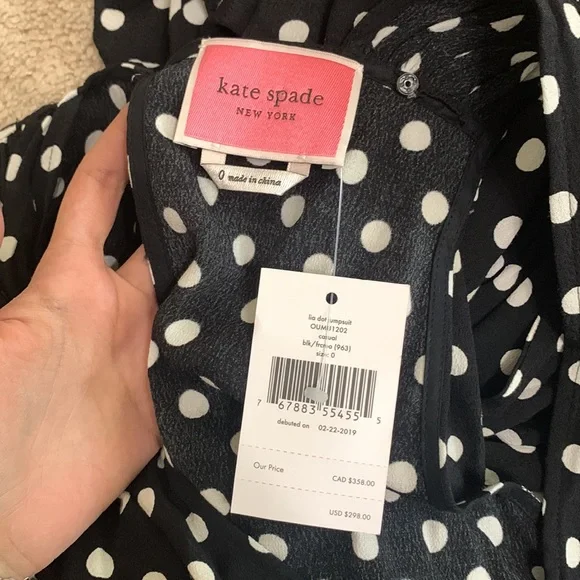 kate spade
NEW YORK
0 made in china
lia dot jumpsuit
casual
size: 0
7 67883 55455 5
debuted on 02-22-2019
Our Price
CAD $358.00
USD $298.00